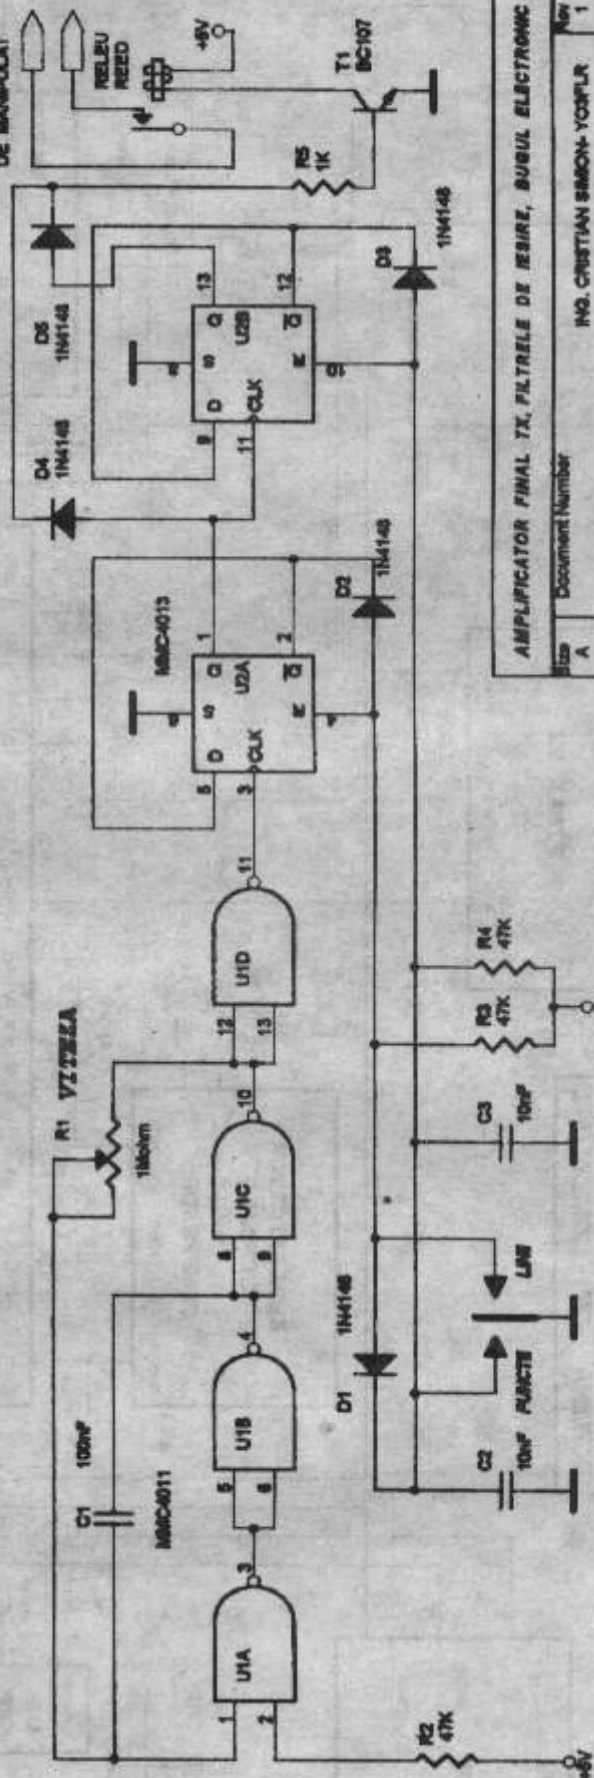 R1
VITEZA
1Mohm
C1
100nF
MMC4011
U1A
1
2
3
U1B
5
6
4
U1C
8
9
10
U1D
12
13
11
MMC4013
U2A
D
CLK
S
R
Q
Q
5
3
1
2
D4
1N4148
D5
1N4148
U2B
D
CLK
S
R
Q
Q
9
11
13
12
RELEU
REED
R5
1K
T1
BC107
D1
1N4148
D2
1N4148
D3
1N4148
R2
47K
C2
10nF
PUNCTE
LINII
C3
10nF
R3
47K
R4
47K
AMPLIFICATOR FINAL TX, FILTRELE DE IESIRE, BUGUL ELECTRONIC
Size
A
Document Number
ING. CRISTIAN SIMION- YO3FLR
Rev
1